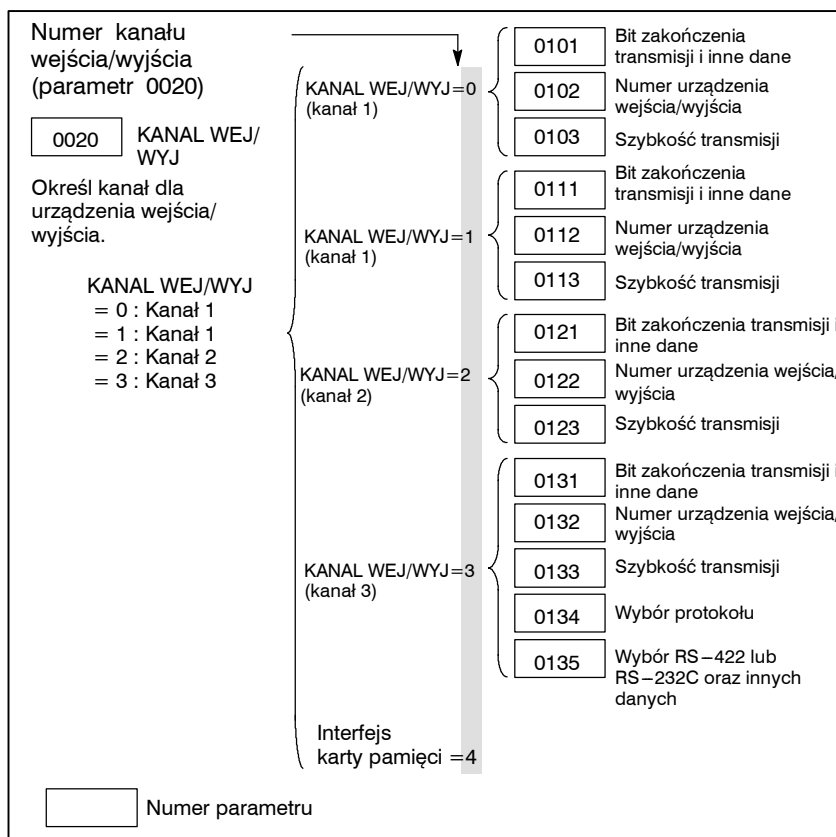 Numer kanału
wejścia/wyjścia
(parametr 0020)
0020
KANAL WEJ/
WYJ
Określ kanał dla
urządzenia wejścia/
wyjścia.
KANAL WEJ/WYJ
= 0 : Kanał 1
= 1 : Kanał 1
= 2 : Kanał 2
= 3 : Kanał 3
KANAL WEJ/WYJ=0
(kanał 1)
0101
Bit zakończenia
transmisji i inne dane
0102
Numer urządzenia
wejścia/wyjścia
0103
Szybkość transmisji
KANAL WEJ/WYJ=1
(kanał 1)
0111
Bit zakończenia
transmisji i inne dane
0112
Numer urządzenia
wejścia/wyjścia
0113
Szybkość transmisji
KANAL WEJ/WYJ=2
(kanał 2)
0121
Bit zakończenia transmisji i
inne dane
0122
Numer urządzenia wejścia/
wyjścia
0123
Szybkość transmisji
KANAL WEJ/WYJ=3
(kanał 3)
0131
Bit zakończenia transmisji i
inne dane
0132
Numer urządzenia wejścia/
wyjścia
0133
Szybkość transmisji
0134
Wybór protokołu
0135
Wybór RS−422 lub
RS−232C oraz innych
danych
Interfejs
karty pamięci =4
Numer parametru